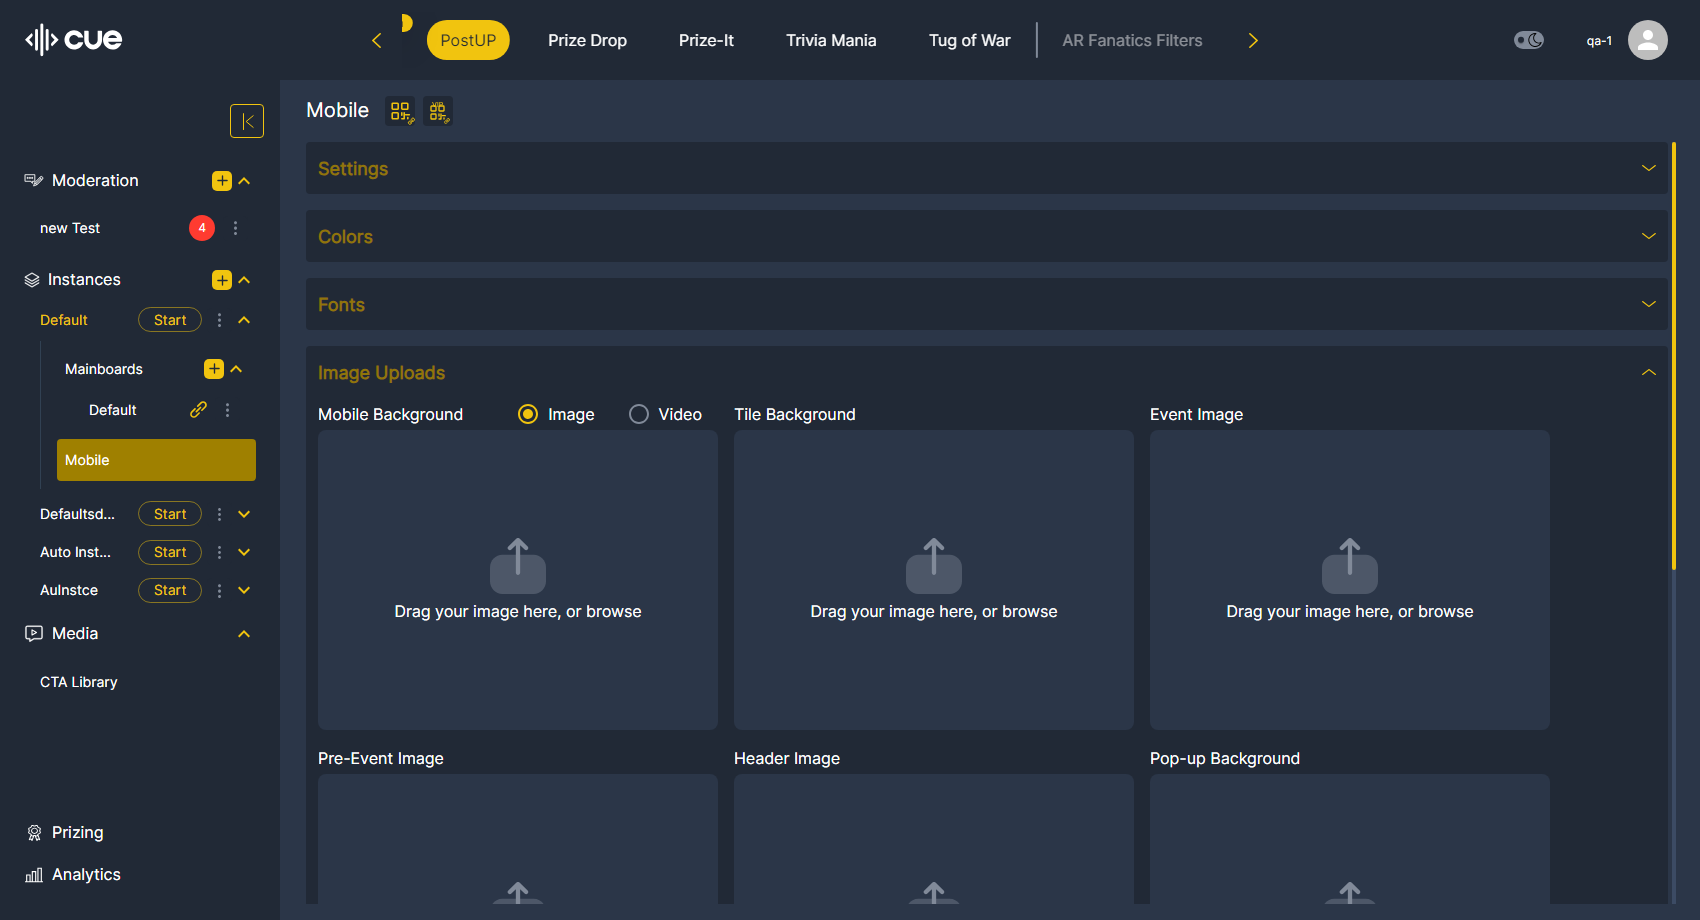 cue
PostUP
Prize Drop
Prize-It
Trivia Mania
Tug of War
AR Fanatics Filters
qa-1
Moderation
new Test
4
Instances
Default
Start
Mainboards
Default
Mobile
Defaultsd...
Start
Auto Inst...
Start
AuInstce
Start
Media
CTA Library
Prizing
Analytics
Mobile
Settings
Colors
Fonts
Image Uploads
Mobile Background
Image
Video
Tile Background
Event Image
Drag your image here, or browse
Drag your image here, or browse
Drag your image here, or browse
Pre-Event Image
Header Image
Pop-up Background